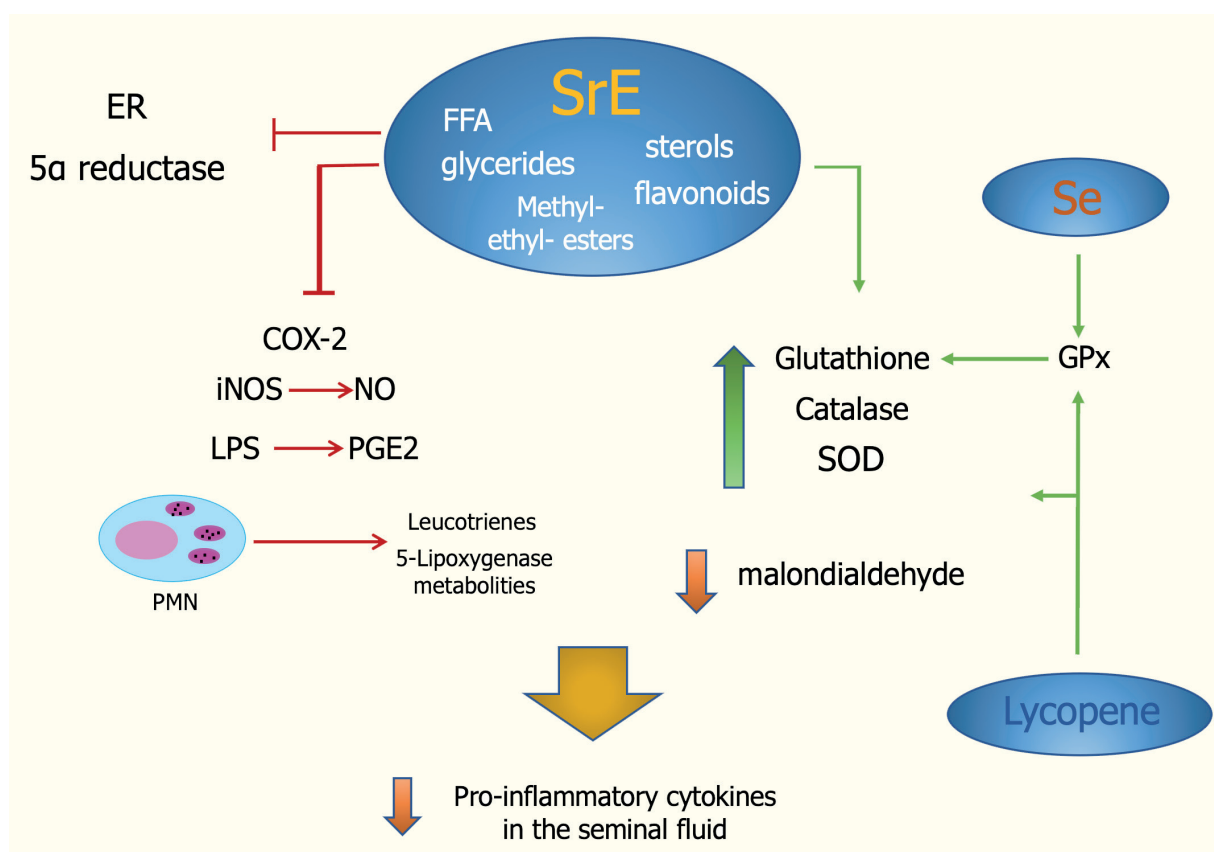 SrE
FFA
glycerides
sterols
flavonoids
Methyl-
ethyl- esters
ER
5α reductase
Se
COX-2
iNOS NO
LPS PGE2
PMN
Leucotrienes
5-Lipoxygenase
metabolities
Glutathione
GPx
Catalase
SOD
malondialdehyde
Lycopene
Pro-inflammatory cytokines
in the seminal fluid